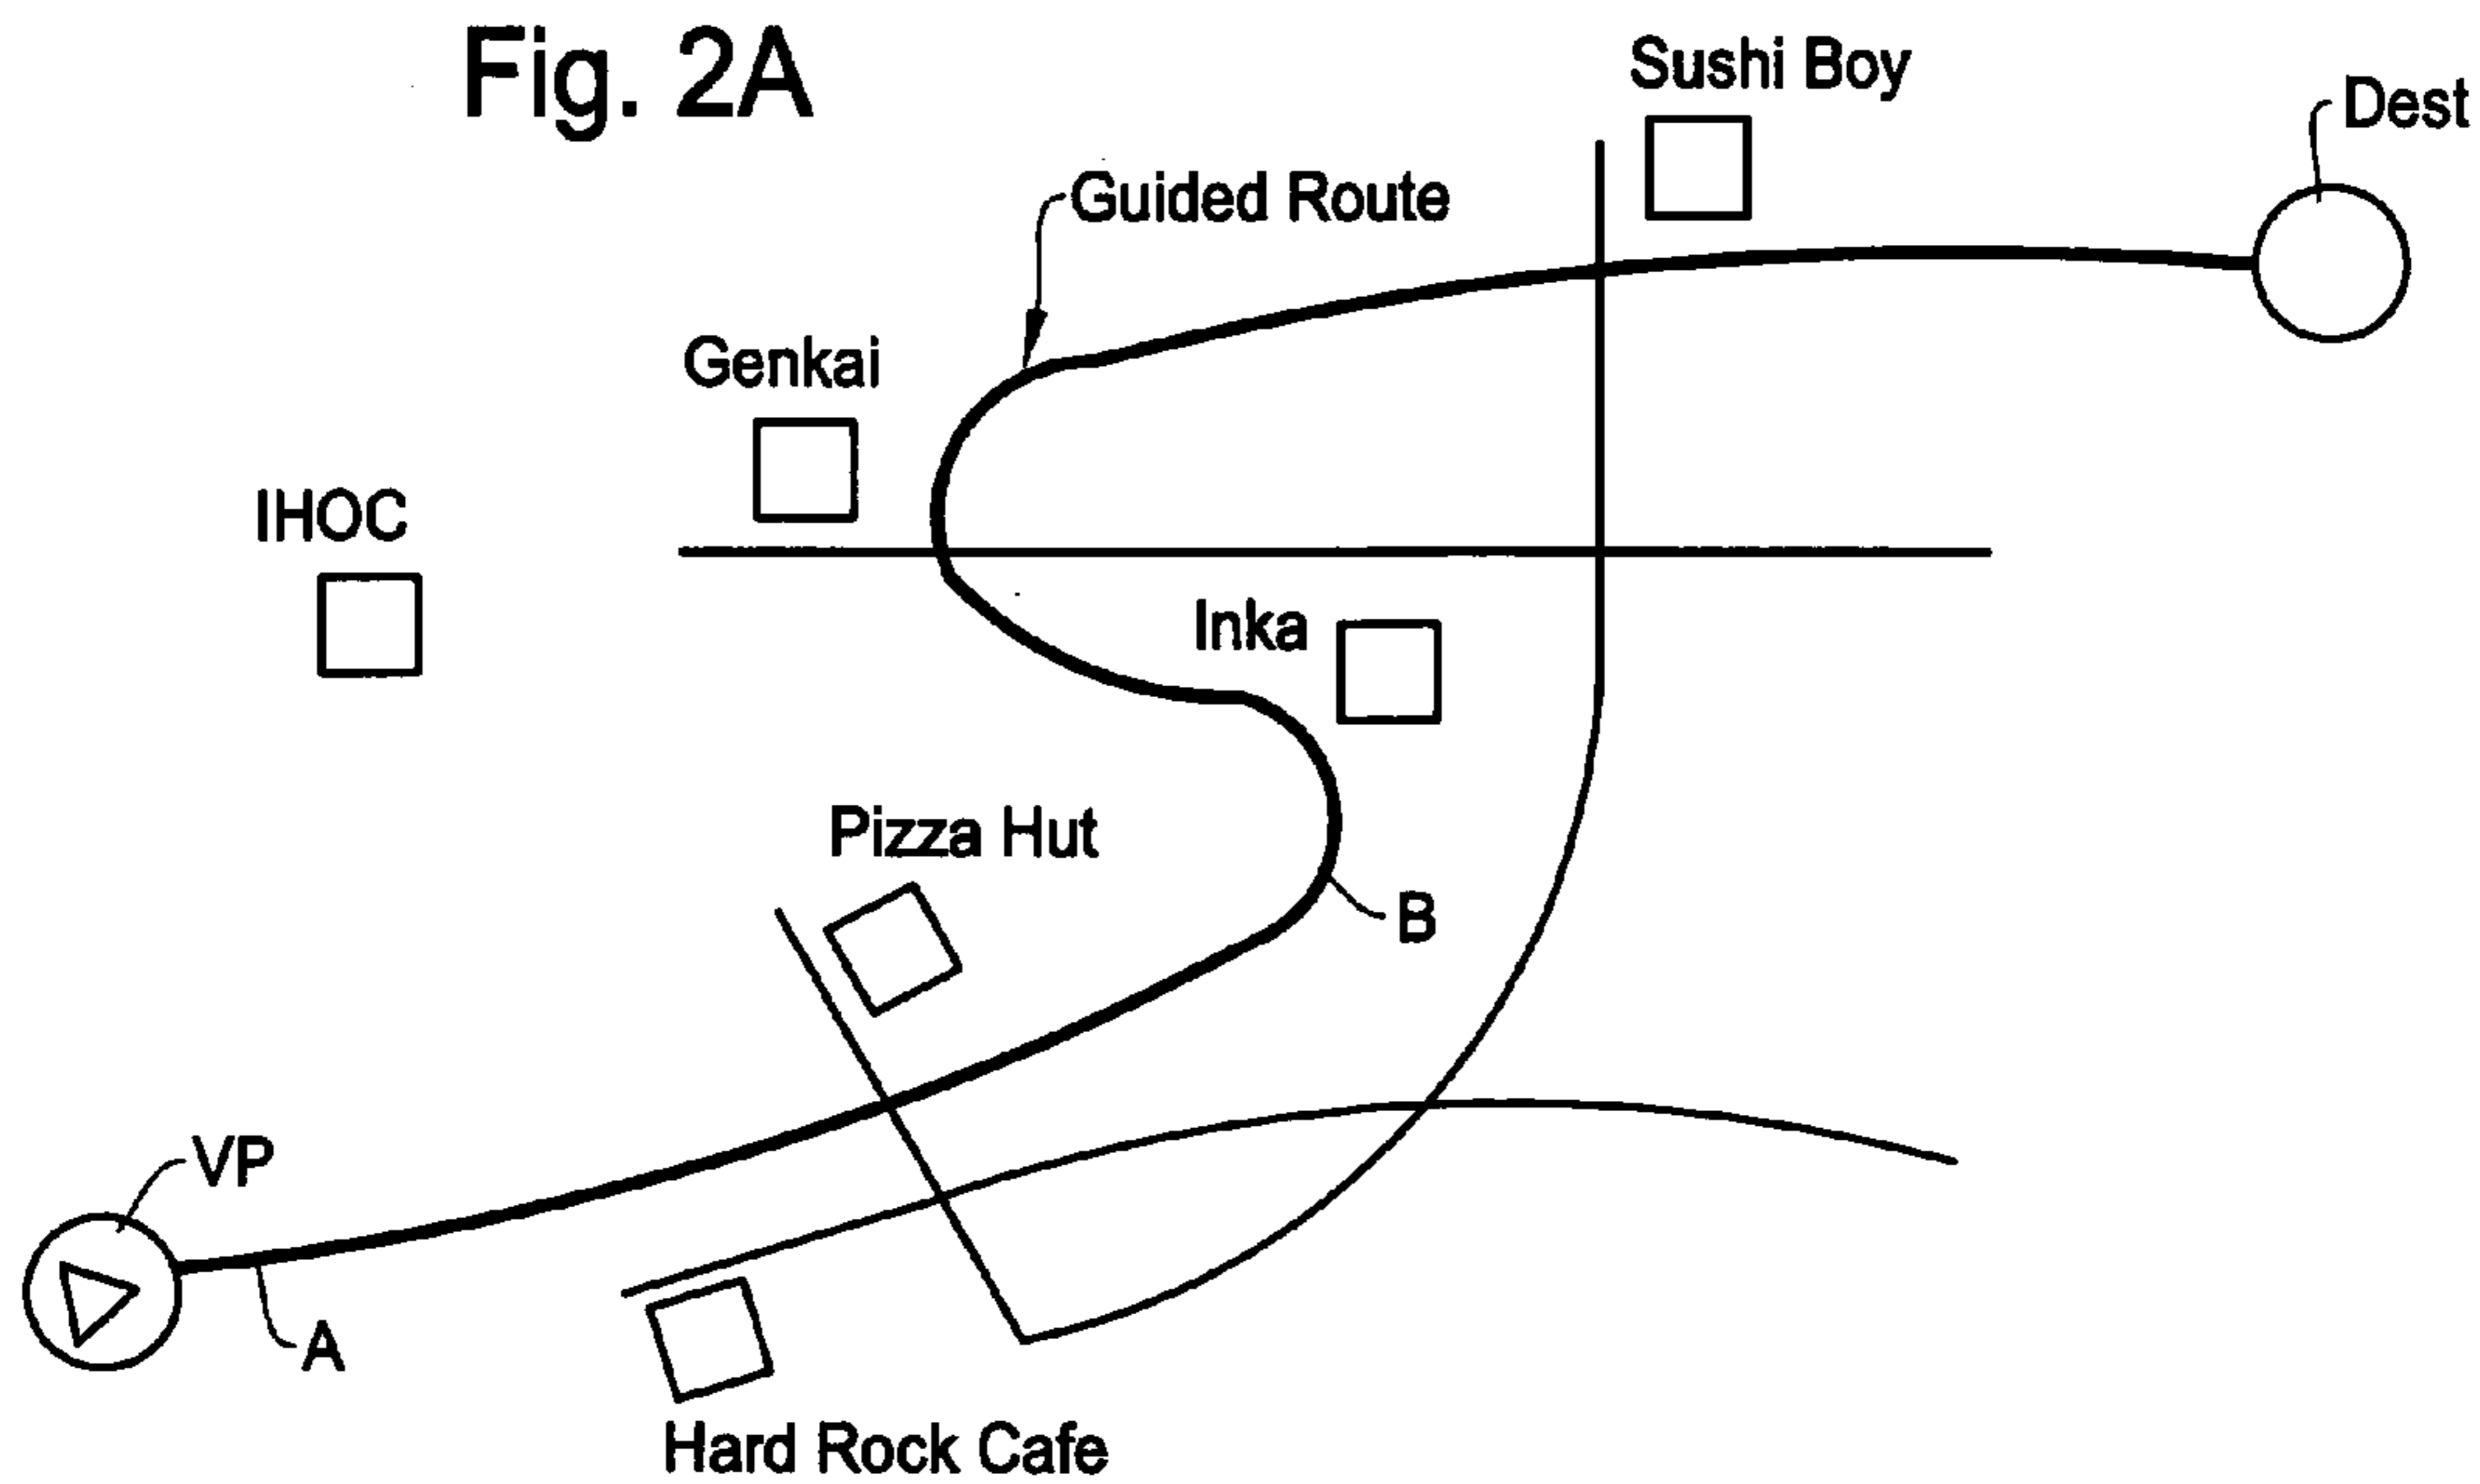 Fig. 2A
Sushi Boy
Dest
Guided Route
Genkai
IHOC
Inka
Pizza Hut
B
VP
A
Hard Rock Cafe